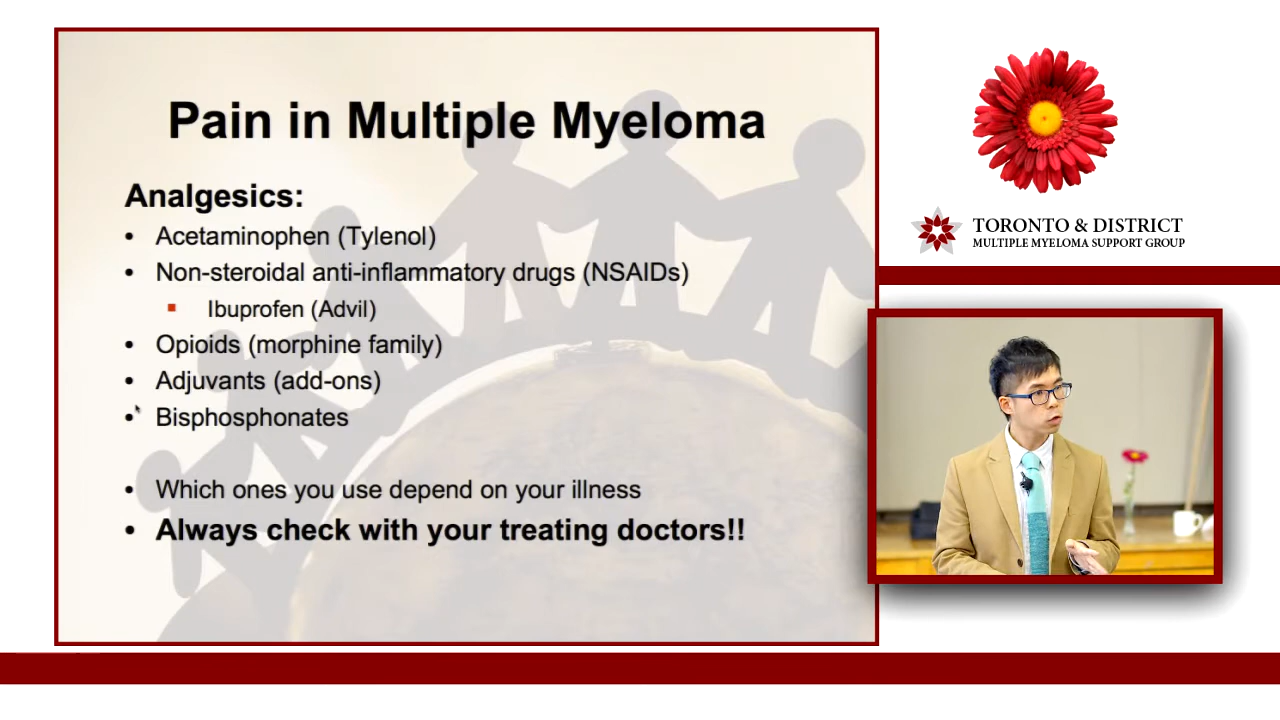 Pain in Multiple Myeloma
Analgesics:
• Acetaminophen (Tylenol)
• Non-steroidal anti-inflammatory drugs (NSAIDs)
▪ Ibuprofen (Advil)
• Opioids (morphine family)
• Adjuvants (add-ons)
• Bisphosphonates
• Which ones you use depend on your illness
• Always check with your treating doctors!!
TORONTO & DISTRICT
MULTIPLE MYELOMA SUPPORT GROUP